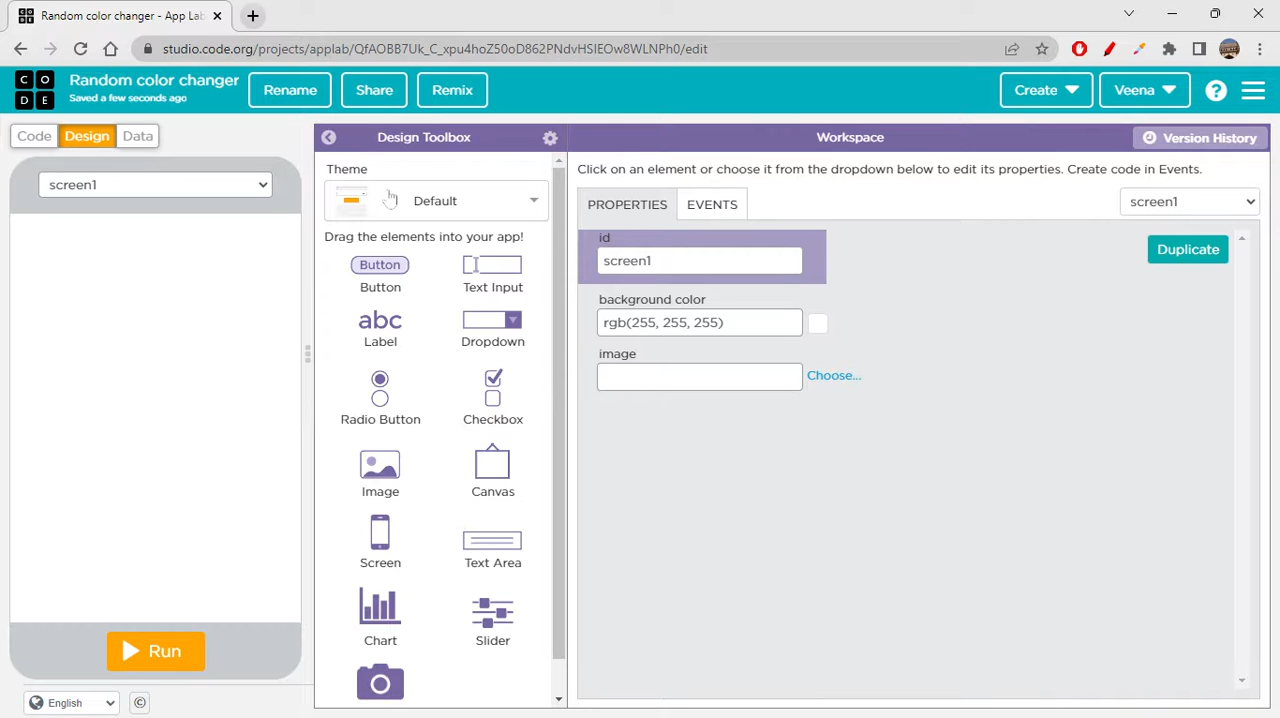 Random color changer - App Lab
studio.code.org/projects/applab/QfAOBB7Uk_C_xpu4hoZ50oD862PNdvHSIEOw8WLNPh0/edit
C O
D E
Random color changer
Saved a few seconds ago
Rename
Share
Remix
Create
Veena
?
Code
Design
Data
Design Toolbox
Workspace
Version History
screen1
Theme
Default
Drag the elements into your app!
Button
Button
Text Input
abc
Label
Dropdown
Radio Button
Checkbox
Image
Canvas
Screen
Text Area
Chart
Slider
Click on an element or choose it from the dropdown below to edit its properties. Create code in Events.
PROPERTIES
EVENTS
screen1
id
screen1
Duplicate
background color
rgb(255, 255, 255)
image
Choose...
Run
English
©